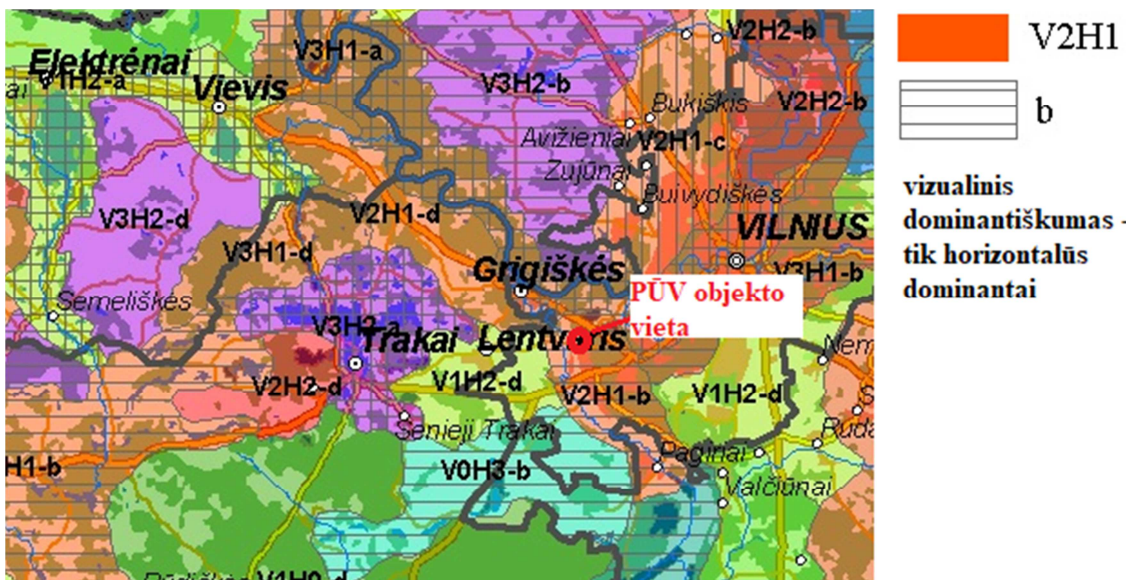 V3H1-a
V2H2-b
V2H1
Elektrėnai
V1H2-a
Vievis
V3H2-b
V2H2-b
b
Bukiškis
Avižieniai
V2H1-c
Zujūnai
Buivydiškės
vizualinis
dominantiškumas -
tik horizontalūs
dominantai
V3H2-d
V2H1-d
VILNIUS
V3H1-d
Grigiškės
V3H1-b
PŪV objekto
vieta
Semeliškės
V3H2-a
Trakai
Lentvaris
V2H2-d
V1H2-d
V2H1-b
V1H2-d
Senieji Trakai
H1-b
V0H3-b
Pagiriai
Valčiūnai